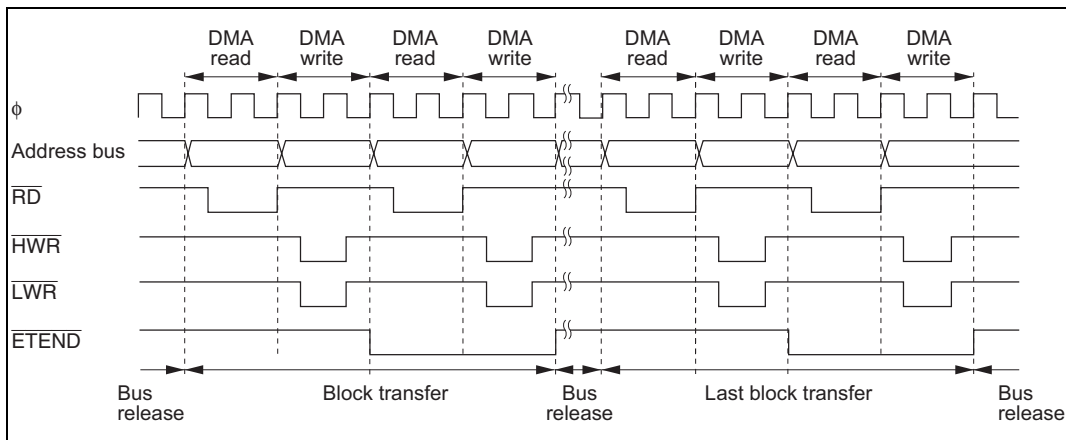 DMA read DMA write DMA read DMA write DMA read DMA write DMA read DMA write
ϕ
Address bus
RD
HWR
LWR
ETEND
Bus release Block transfer Bus release Last block transfer Bus release